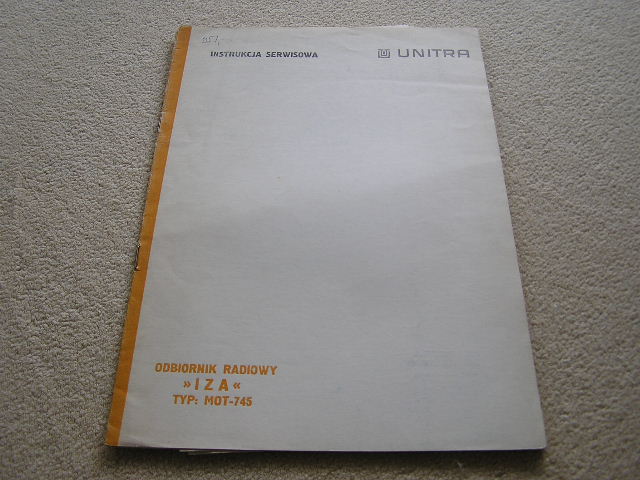 INSTRUKCJA SERWISOWA
UNITRA
ODBIORNIK RADIOWY
»IZA«
TYP: MOT-745